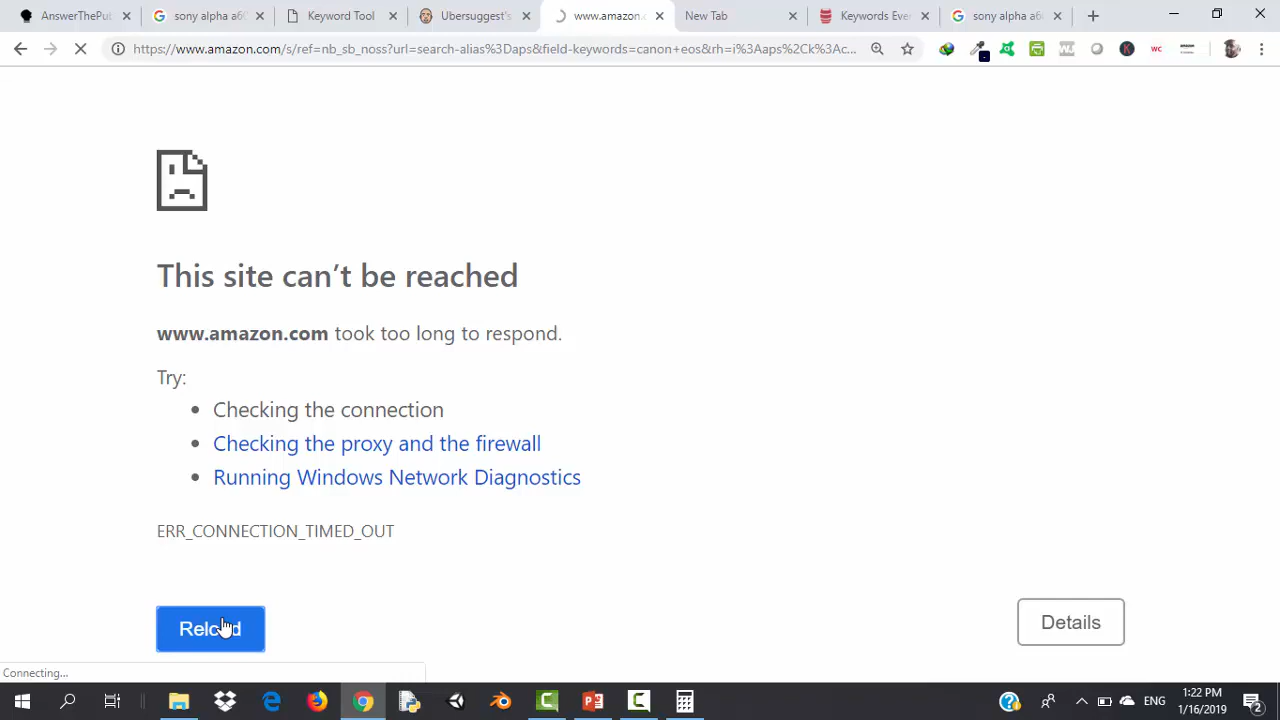 AnswerThePu
sony alpha a6
Keyword Tool
Ubersuggest's
www.amazon.c
New Tab
Keywords Eve
sony alpha a6
https://www.amazon.com/s/ref=nb_sb_noss?url=search-alias%3Daps&field-keywords=canon+eos&rh=i%3Aaps%2Ck%3Ac...
This site can't be reached
www.amazon.com took too long to respond.
Try:
Checking the connection
Checking the proxy and the firewall
Running Windows Network Diagnostics
ERR_CONNECTION_TIMED_OUT
Reload
Details
Connecting...
ENG
1:22 PM
1/16/2019
2